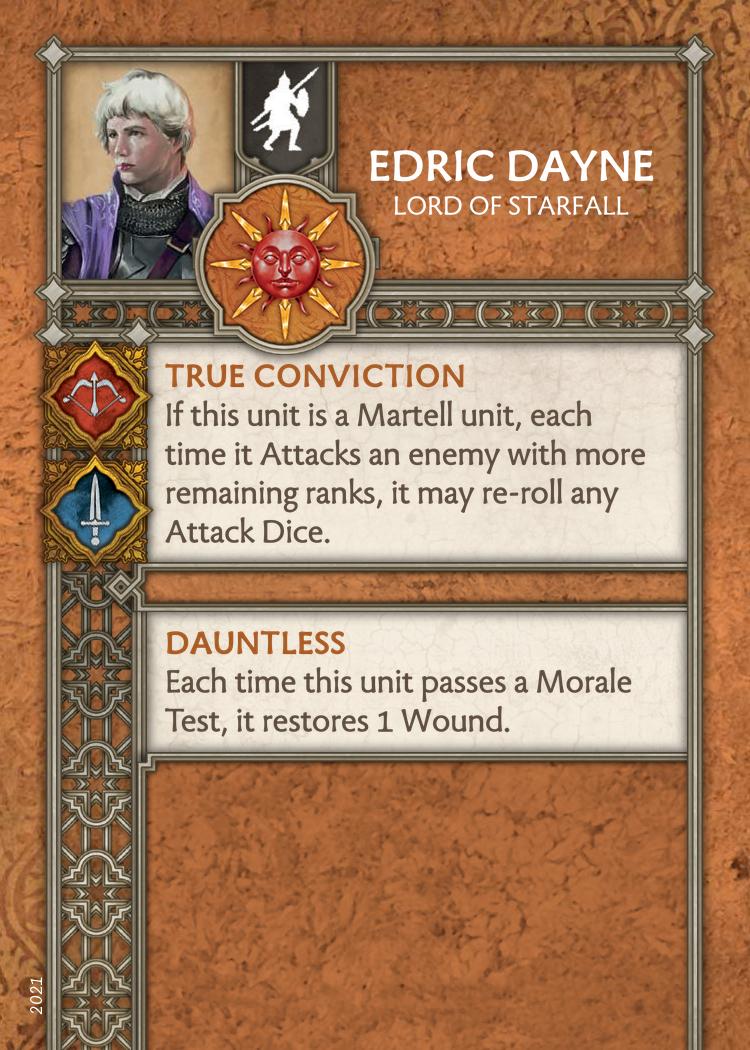 EDRIC DAYNE
LORD OF STARFALL
TRUE CONVICTION
If this unit is a Martell unit, each
time it Attacks an enemy with more
remaining ranks, it may re-roll any
Attack Dice.
DAUNTLESS
Each time this unit passes a Morale
Test, it restores 1 Wound.
2021